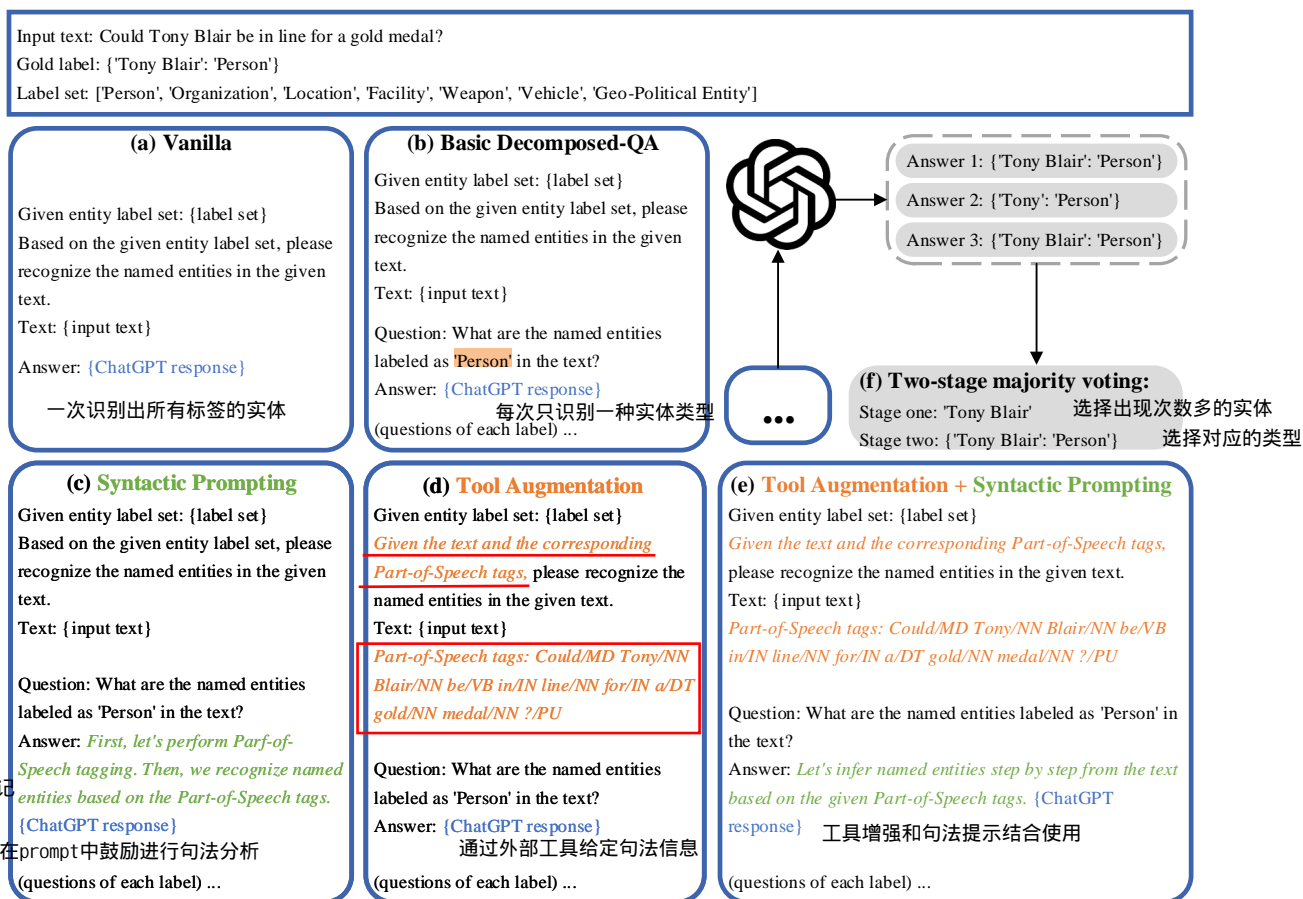 Input text: Could Tony Blair be in line for a gold medal?
Gold label: {'Tony Blair': 'Person'}
Label set: ['Person', 'Organization', 'Location', 'Facility', 'Weapon', 'Vehicle', 'Geo-Political Entity']
(a) Vanilla
Given entity label set: {label set}
Based on the given entity label set, please
recognize the named entities in the given
text.
Text: {input text}
Answer: {ChatGPT response}
一次识别出所有标签的实体
(b) Basic Decomposed-QA
Given entity label set: {label set}
Based on the given entity label set, please
recognize the named entities in the given
text.
Text: {input text}
Question: What are the named entities
labeled as 'Person' in the text?
Answer: {ChatGPT response}
每次只识别一种实体类型
(questions of each label) ...
Answer 1: {'Tony Blair': 'Person'}
Answer 2: {'Tony': 'Person'}
Answer 3: {'Tony Blair': 'Person'}
...
(f) Two-stage majority voting:
Stage one: 'Tony Blair' 选择出现次数多的实体
Stage two: {'Tony Blair': 'Person'} 选择对应的类型
(c) Syntactic Prompting
Given entity label set: {label set}
Based on the given entity label set, please
recognize the named entities in the given
text.
Text: {input text}
Question: What are the named entities
labeled as 'Person' in the text?
Answer: First, let's perform Parf-of-
Speech tagging. Then, we recognize named
记
entities based on the Part-of-Speech tags.
{ChatGPT response}
在prompt中鼓励进行句法分析
(questions of each label) ...
(d) Tool Augmentation
Given entity label set: {label set}
Given the text and the corresponding
Part-of-Speech tags, please recognize the
named entities in the given text.
Text: {input text}
Part-of-Speech tags: Could/MD Tony/NN
Blair/NN be/VB in/IN line/NN for/IN a/DT
gold/NN medal/NN ?/PU
Question: What are the named entities
labeled as 'Person' in the text?
Answer: {ChatGPT response}
通过外部工具给定句法信息
(questions of each label) ...
(e) Tool Augmentation + Syntactic Prompting
Given entity label set: {label set}
Given the text and the corresponding Part-of-Speech tags,
please recognize the named entities in the given text.
Text: {input text}
Part-of-Speech tags: Could/MD Tony/NN Blair/NN be/VB
in/IN line/NN for/IN a/DT gold/NN medal/NN ?/PU
Question: What are the named entities labeled as 'Person' in
the text?
Answer: Let's infer named entities step by step from the text
based on the given Part-of-Speech tags. {ChatGPT
response}
工具增强和句法提示结合使用
(questions of each label) ...